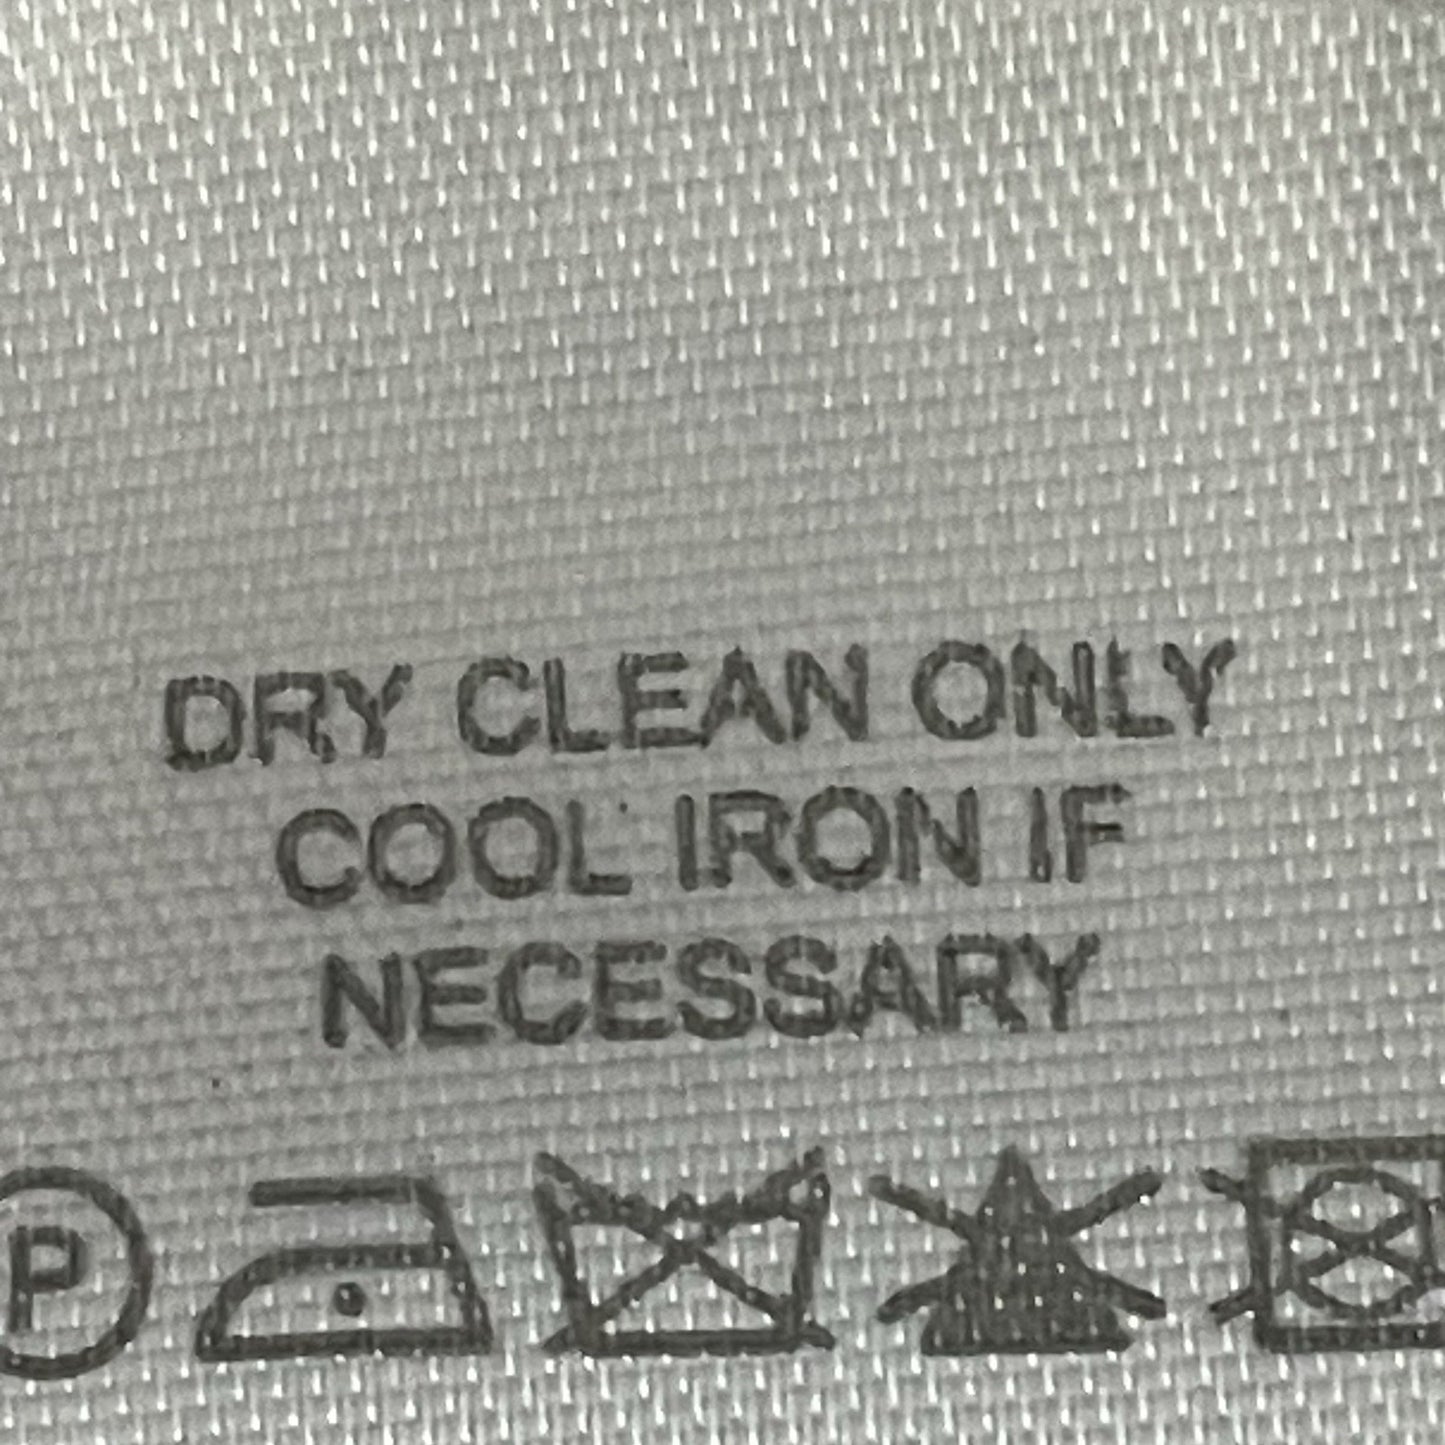 DRY CLEAN ONLY
COOL IRON IF
NECESSARY
P